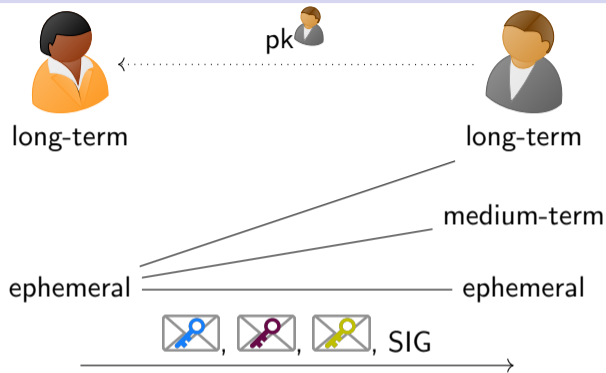 pk
long-term long-term
medium-term
ephemeral ephemeral
, , , SIG